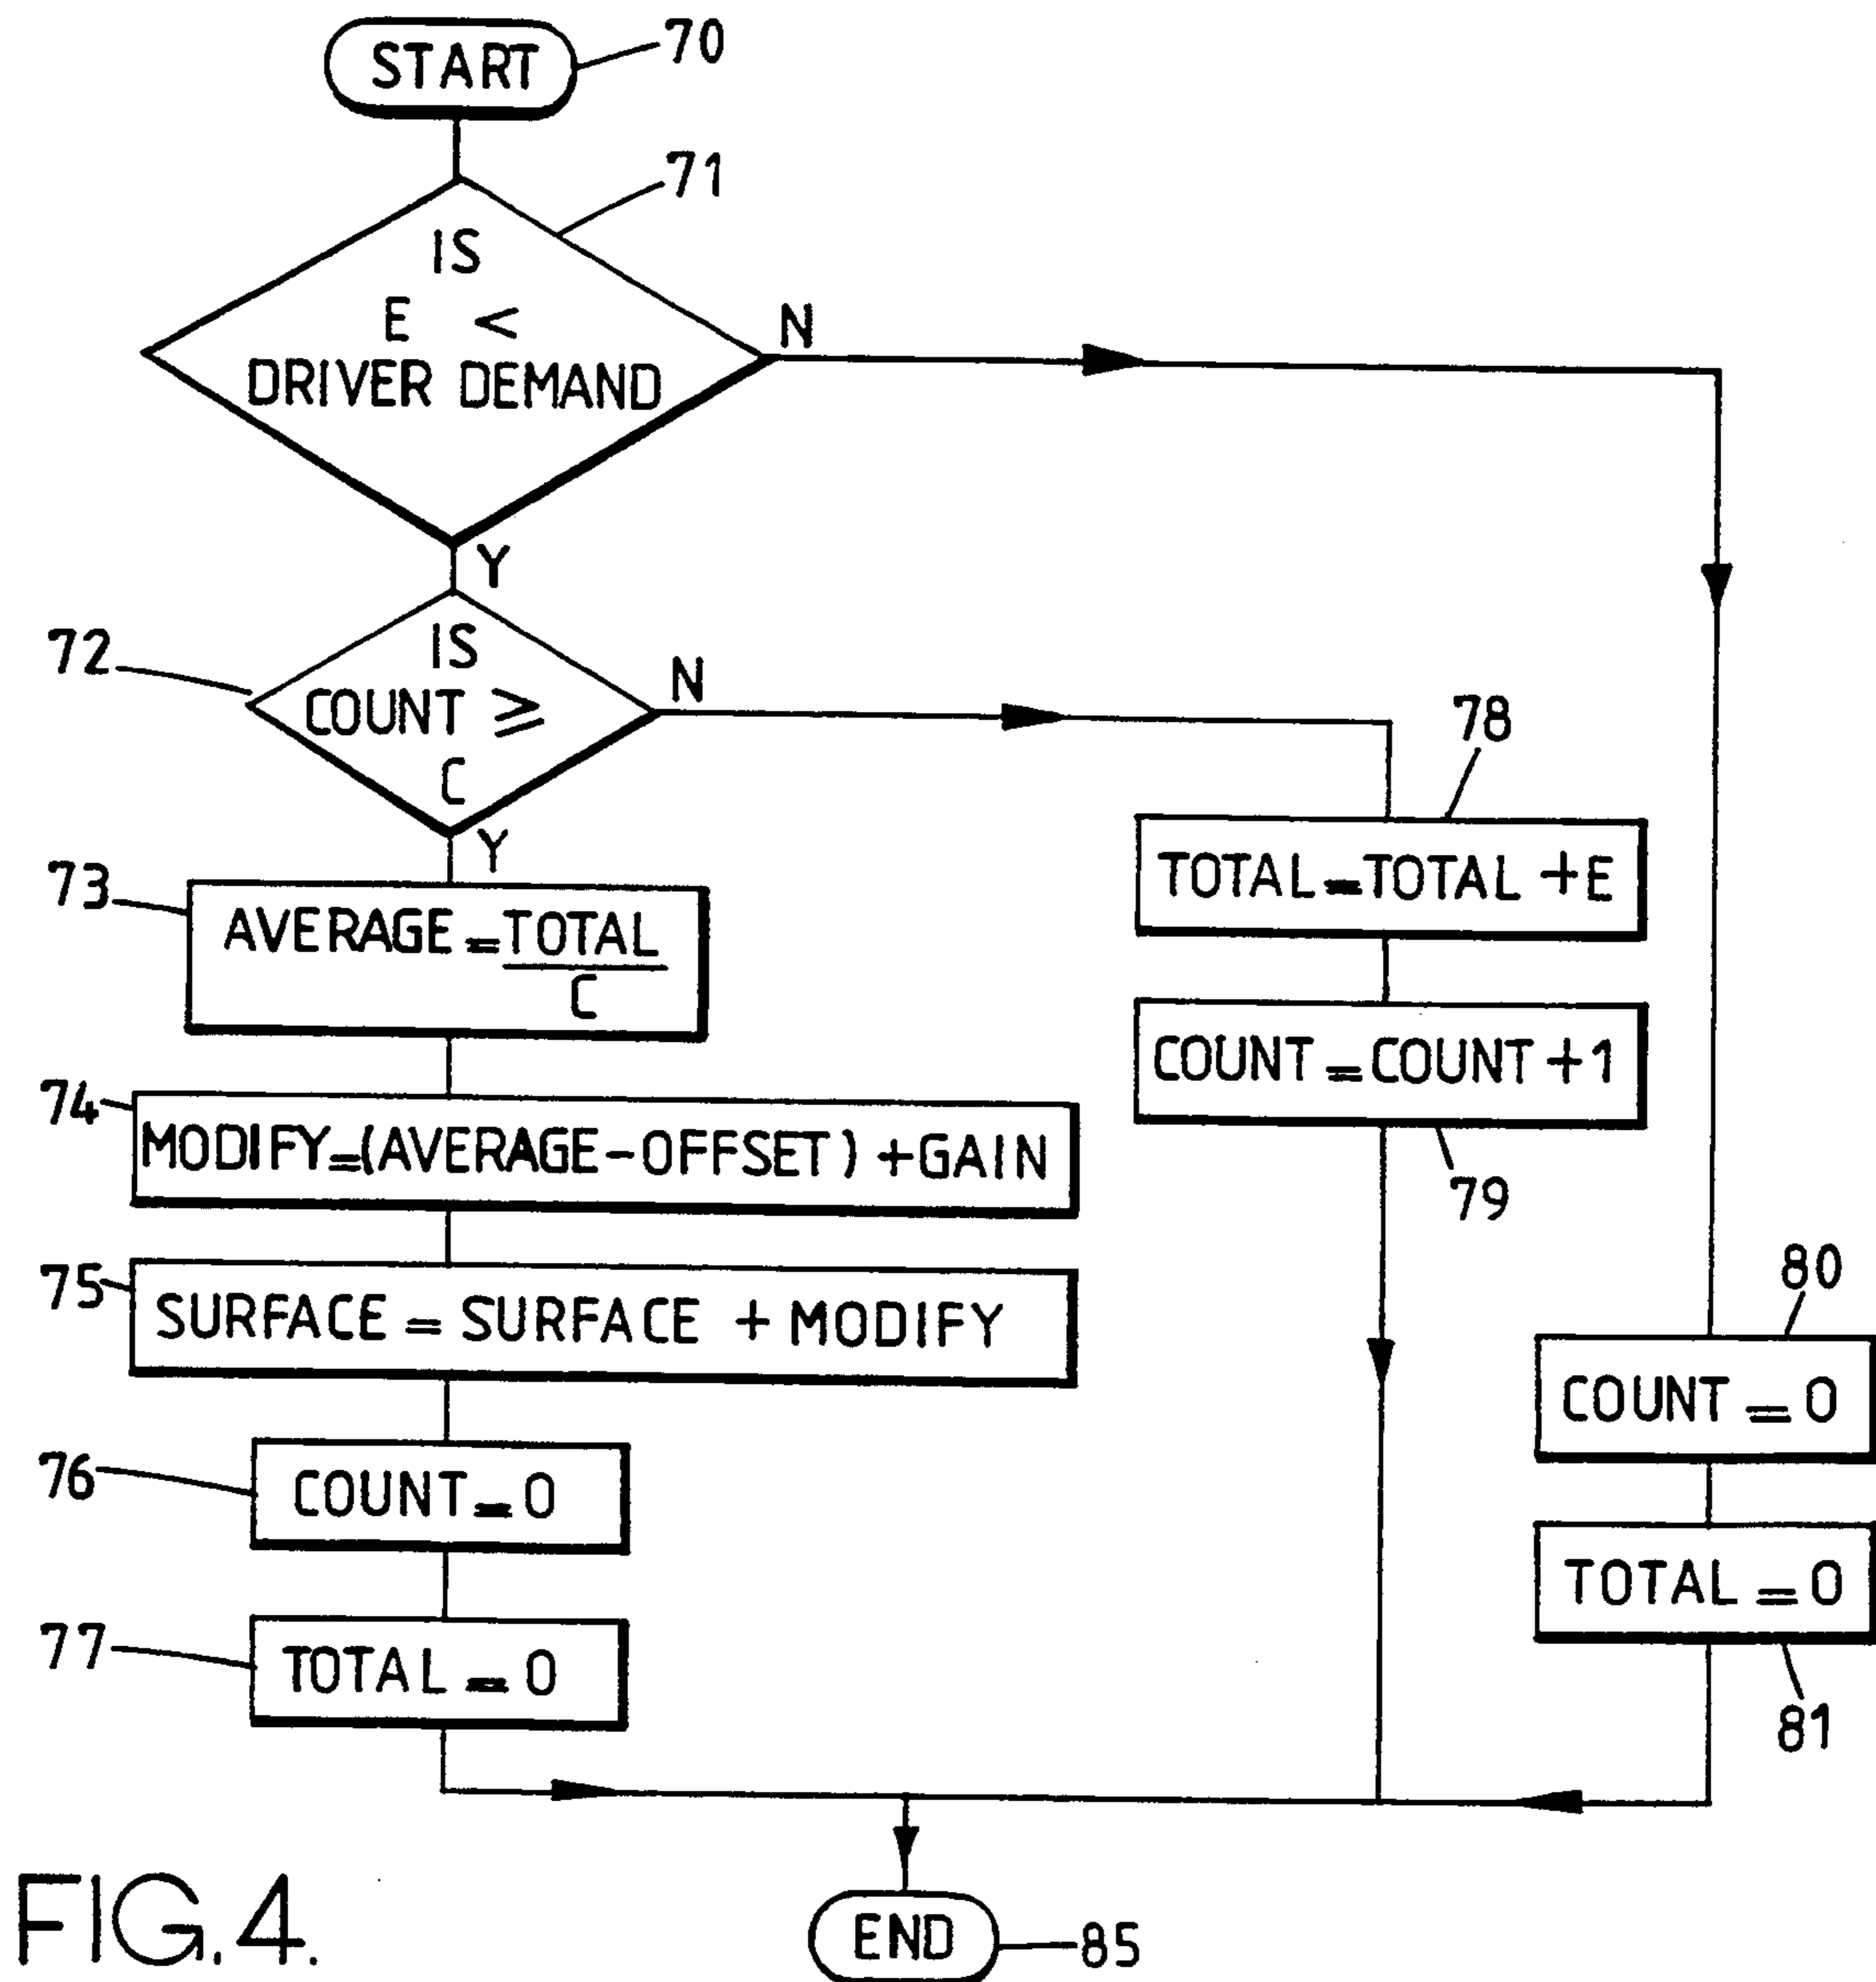 START
70
71
IS
E <
DRIVER DEMAND
N
Y
72
IS
COUNT ⩾
C
N
Y
73
AVERAGE=TOTAL
C
74
MODIFY=(AVERAGE-OFFSET) +GAIN
75
SURFACE = SURFACE + MODIFY
76
COUNT=0
77
TOTAL=0
78
TOTAL=TOTAL +E
COUNT=COUNT+1
79
80
COUNT=0
TOTAL=0
81
END
85
FIG.4.